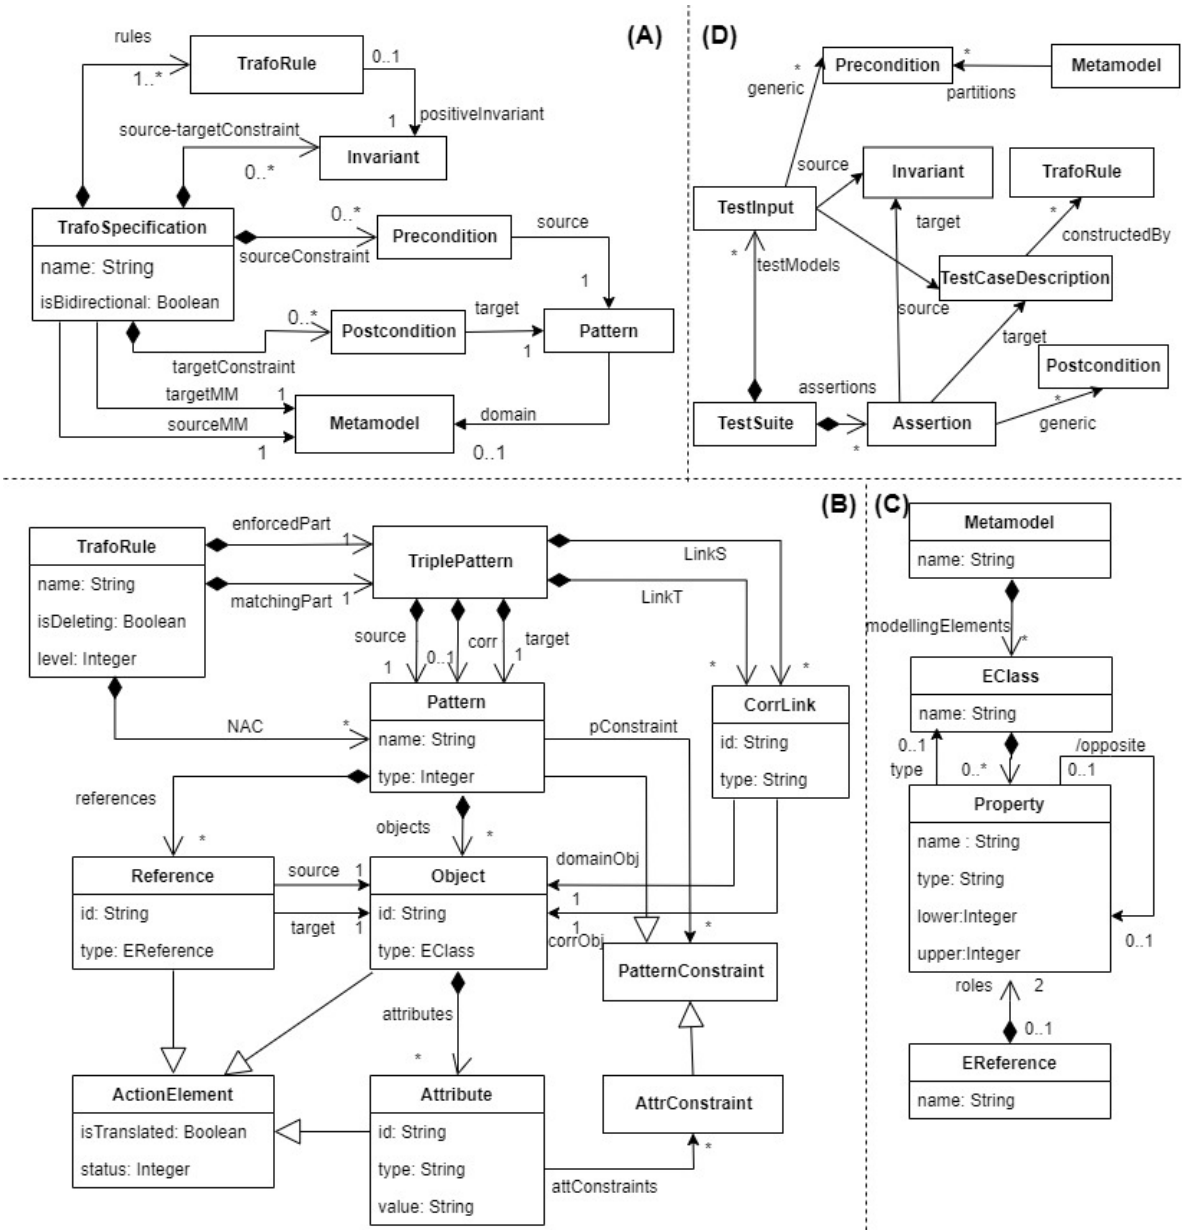 (A)
rules
1..*
TrafoRule
0..1
1
positiveInvariant
source-targetConstraint
0..*
Invariant
TrafoSpecification
name: String
isBidirectional: Boolean
0..*
sourceConstraint
Precondition
source
1
0..*
Postcondition
target
1
Pattern
targetConstraint
targetMM
1
sourceMM
1
Metamodel
domain
0..1
(D)
*
generic
Precondition
*
partitions
Metamodel
source
Invariant
TrafoRule
TestInput
target
*
constructedBy
*
testModels
TestCaseDescription
source
target
Postcondition
assertions
*
generic
TestSuite
*
Assertion
(B)
TrafoRule
name: String
isDeleting: Boolean
level: Integer
enforcedPart
1
matchingPart
1
TriplePattern
LinkS
LinkT
source
1
0..1
corr
target
1
*
*
NAC
*
Pattern
name: String
type: Integer
pConstraint
CorrLink
id: String
type: String
references
*
objects
*
Reference
id: String
type: EReference
source
1
target
1
Object
id: String
type: EClass
domainObj
1
1
corrObj
*
PatternConstraint
attributes
*
ActionElement
isTranslated: Boolean
status: Integer
Attribute
id: String
type: String
value: String
AttrConstraint
*
attConstraints
(C)
Metamodel
name: String
modellingElements
*
EClass
name: String
0..1
type
0..*
/opposite
0..1
Property
name : String
type: String
lower:Integer
upper:Integer
0..1
roles
2
0..1
EReference
name: String